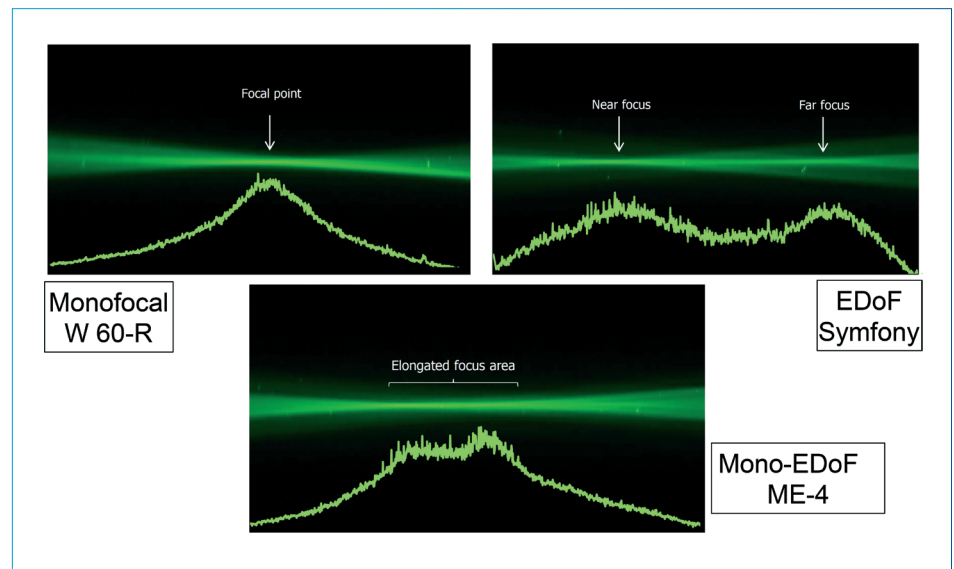 Focal point
Near focus
Far focus
Monofocal
W 60-R
EDoF
Symfony
Elongated focus area
Mono-EDoF
ME-4